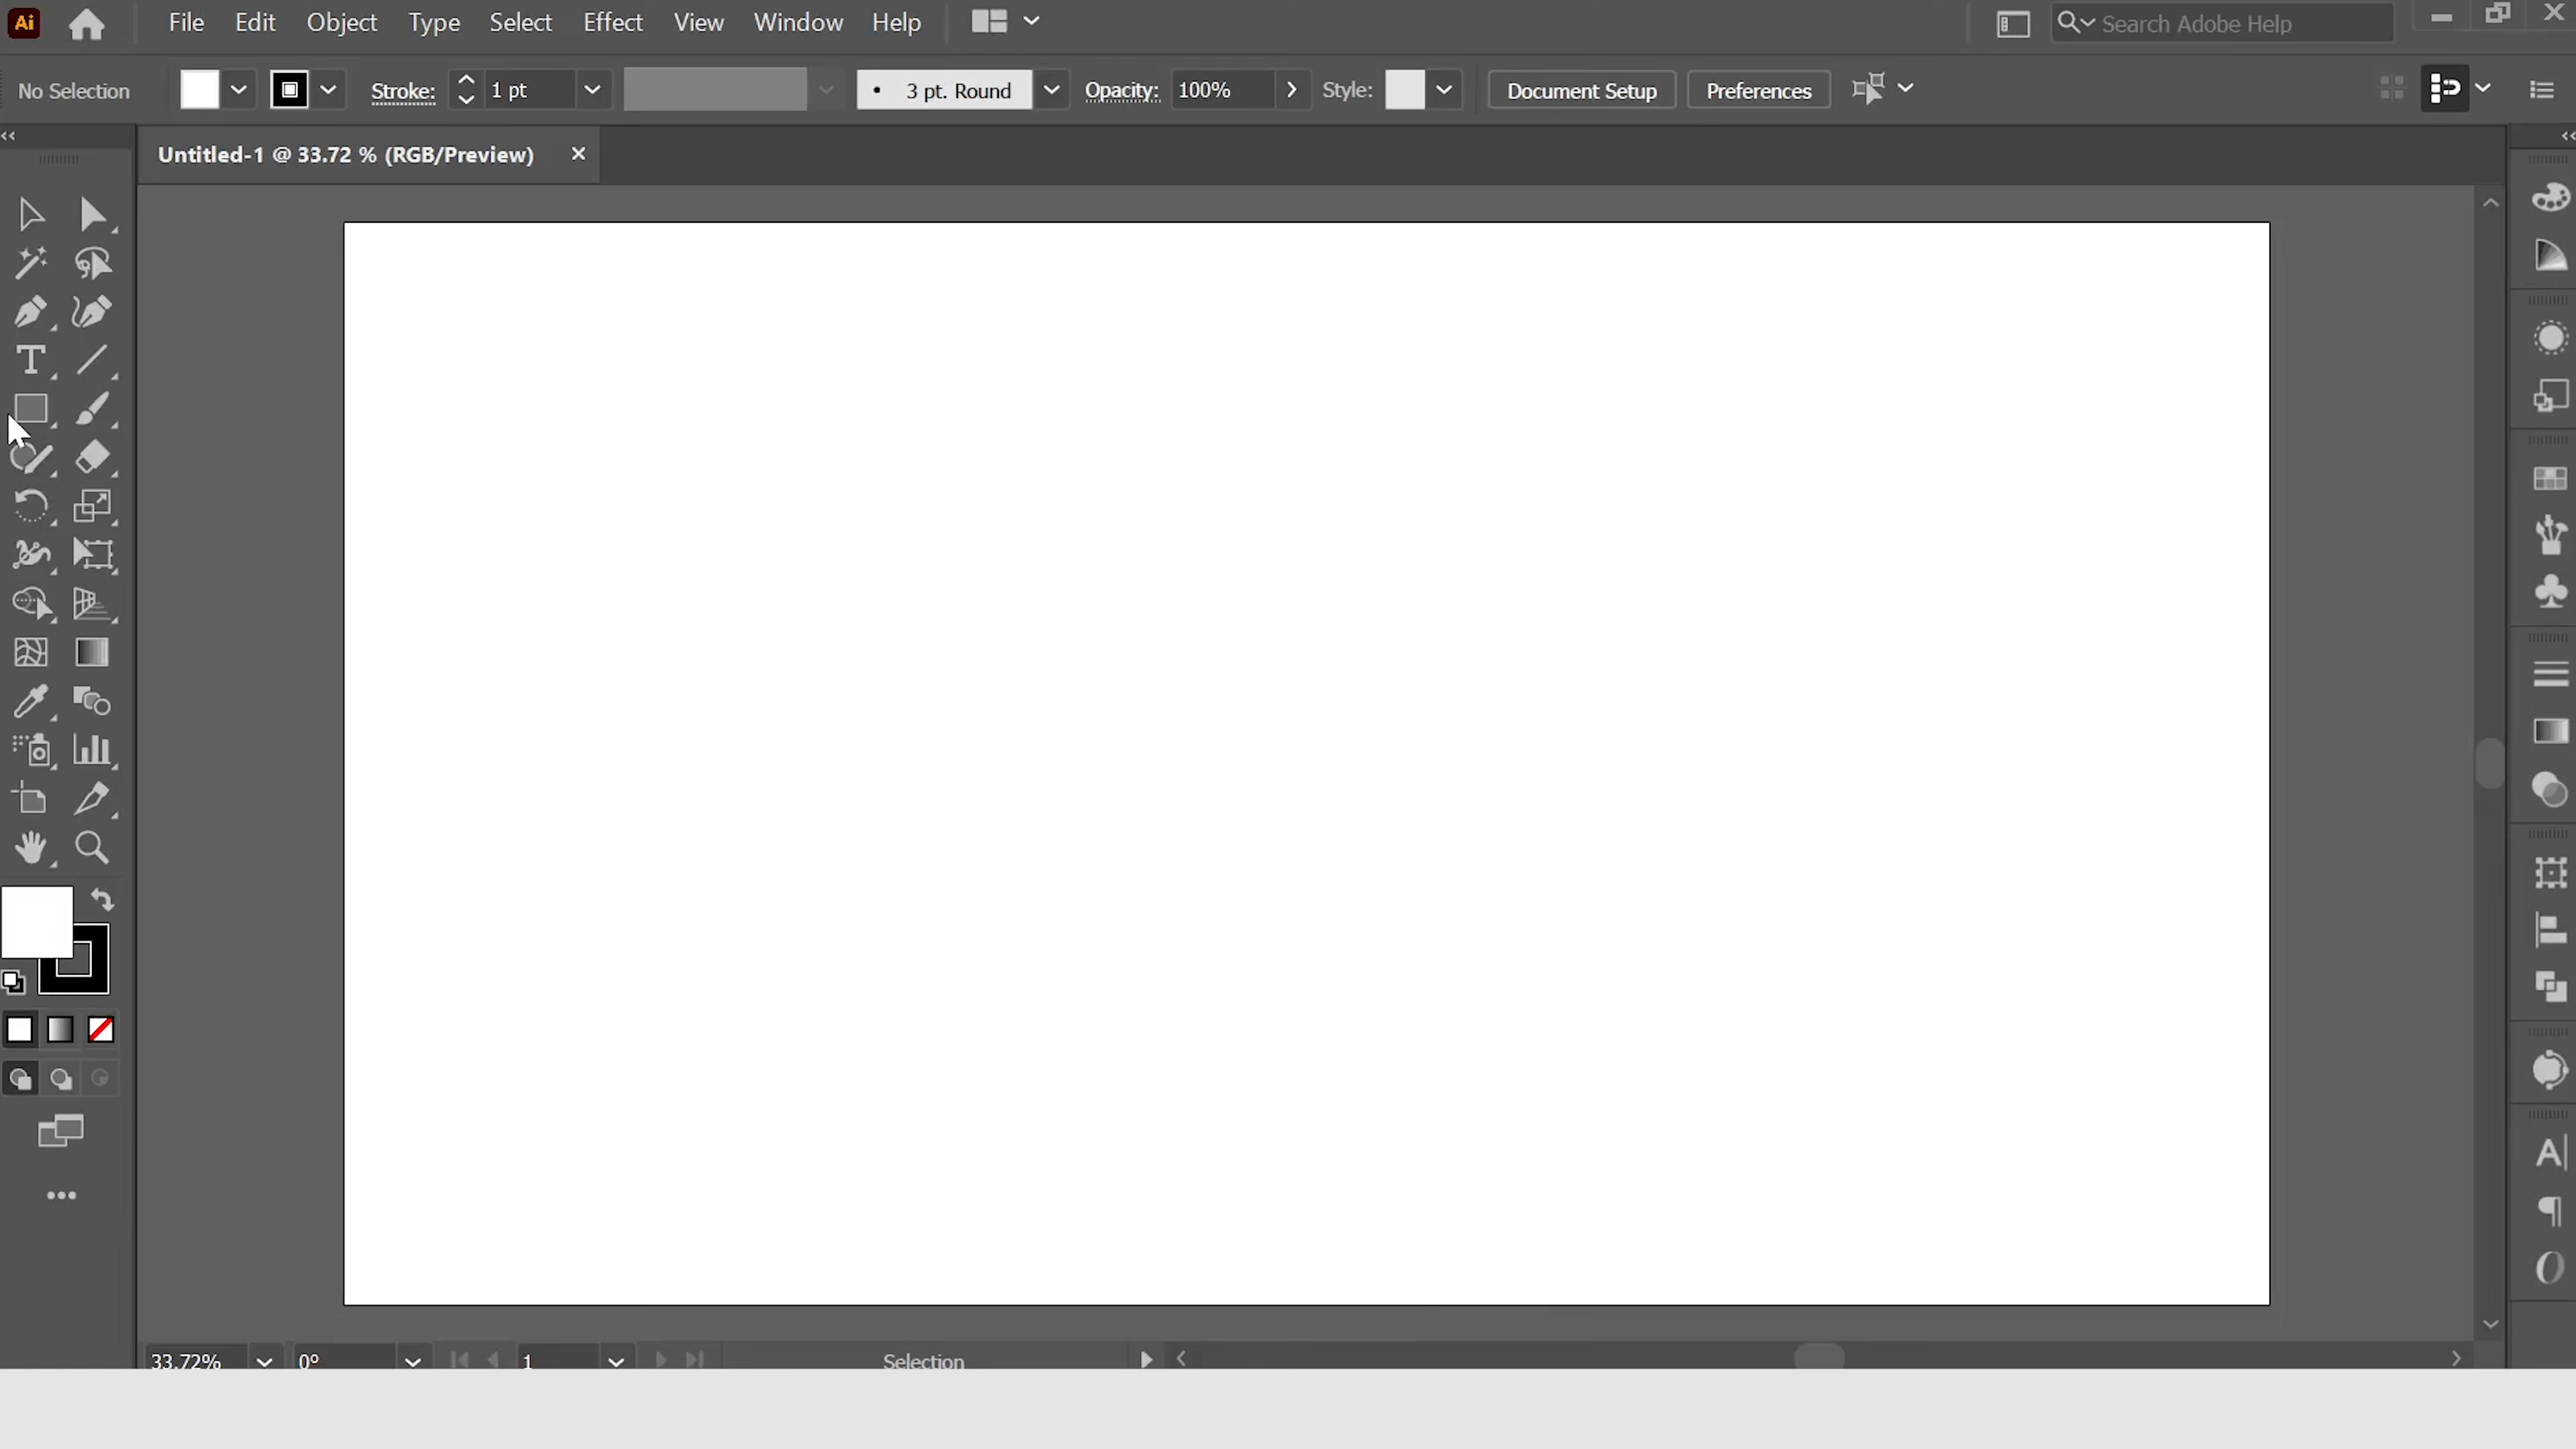 Ai File Edit Object Type Select Effect View Window Help Search Adobe Help
No Selection Stroke: 1 pt 3 pt. Round Opacity: 100% Style: Document Setup Preferences
Untitled-1 @ 33.72 % (RGB/Preview)
33.72% 0° 1 Selection